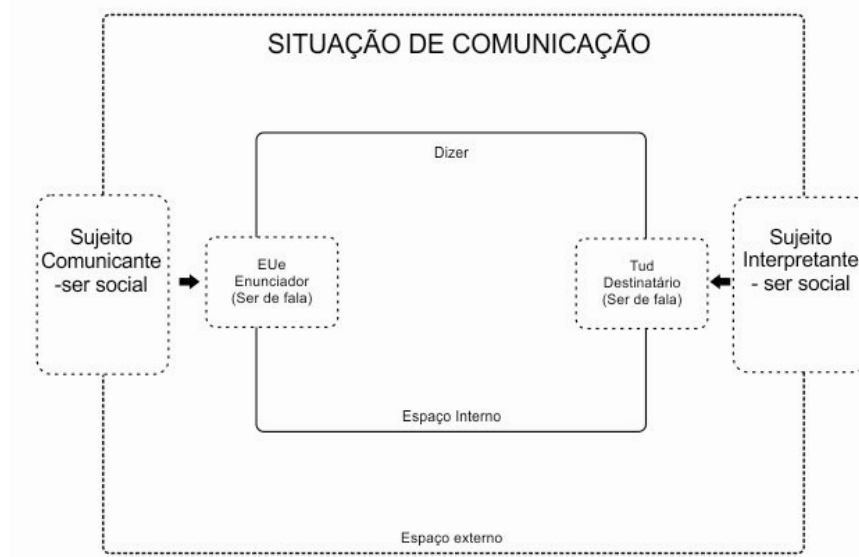 SITUAÇÃO DE COMUNICAÇÃO
Dizer
Sujeito
Comunicante
-ser social
EUe
Enunciador
(Ser de fala)
Tud
Destinatário
(Ser de fala)
Sujeito
Interpretante
- ser social
Espaço Interno
Espaço externo